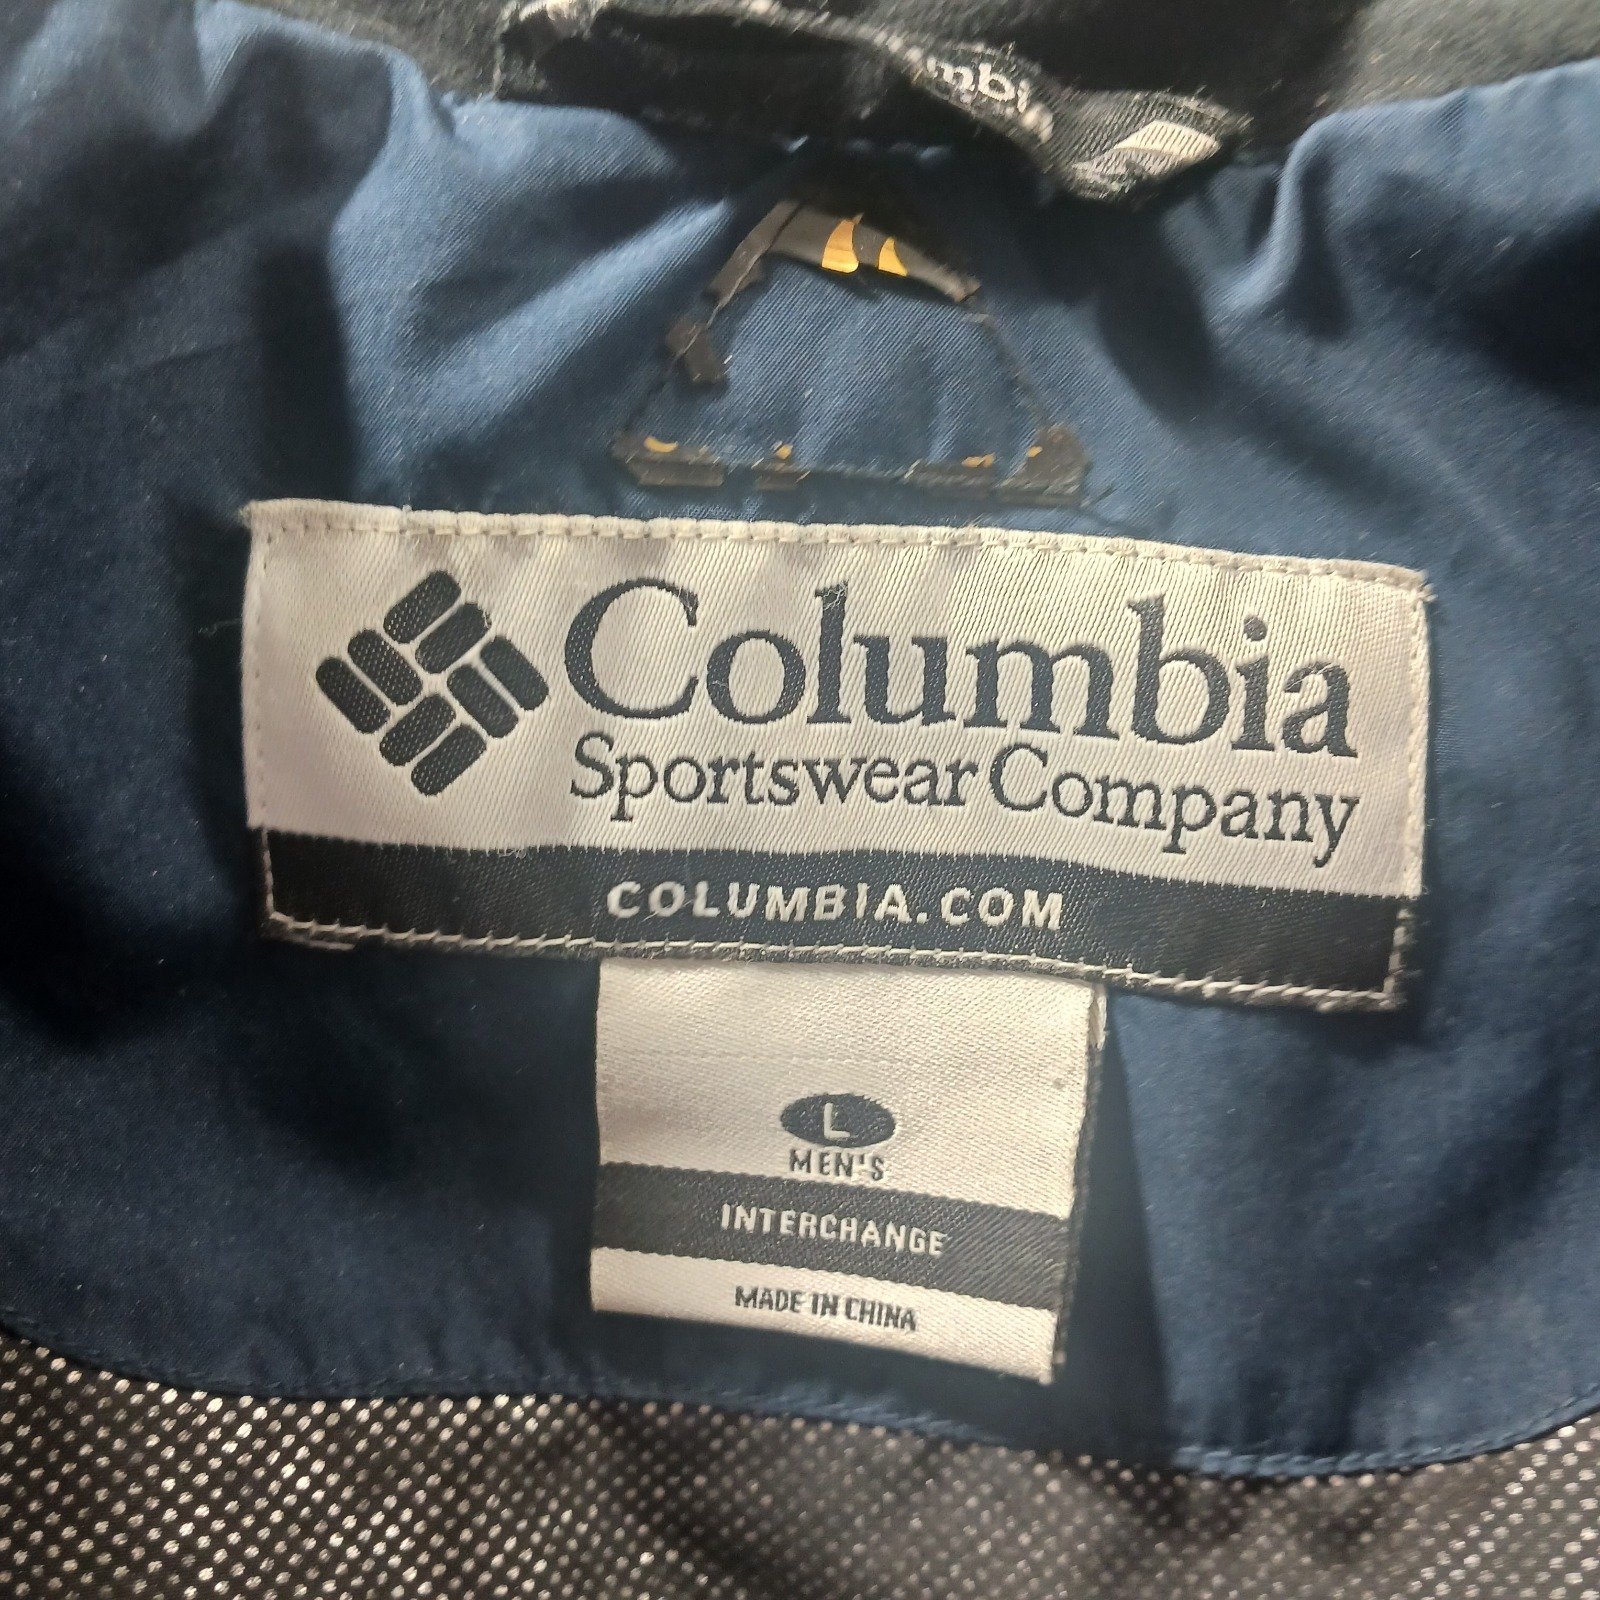 Columbia
Sportswear Company
COLUMBIA.COM
L
MEN'S
INTERCHANGE
MADE IN CHINA